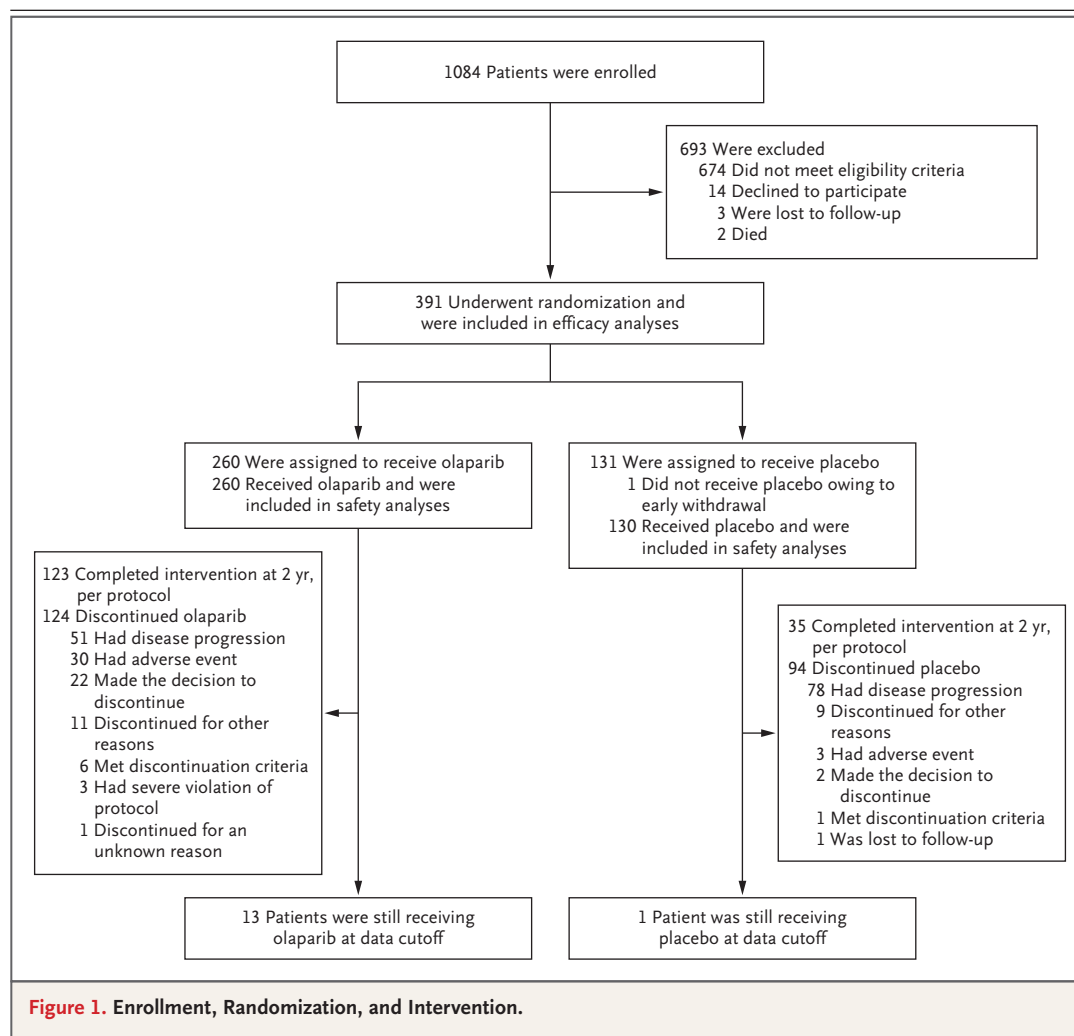 1084 Patients were enrolled
693 Were excluded
674 Did not meet eligibility criteria
14 Declined to participate
3 Were lost to follow-up
2 Died
391 Underwent randomization and
were included in efficacy analyses
260 Were assigned to receive olaparib
260 Received olaparib and were
included in safety analyses
131 Were assigned to receive placebo
1 Did not receive placebo owing to
early withdrawal
130 Received placebo and were
included in safety analyses
123 Completed intervention at 2 yr,
per protocol
124 Discontinued olaparib
51 Had disease progression
30 Had adverse event
22 Made the decision to
discontinue
11 Discontinued for other
reasons
6 Met discontinuation criteria
3 Had severe violation of
protocol
1 Discontinued for an
unknown reason
35 Completed intervention at 2 yr,
per protocol
94 Discontinued placebo
78 Had disease progression
9 Discontinued for other
reasons
3 Had adverse event
2 Made the decision to
discontinue
1 Met discontinuation criteria
1 Was lost to follow-up
13 Patients were still receiving
olaparib at data cutoff
1 Patient was still receiving
placebo at data cutoff
Figure 1. Enrollment, Randomization, and Intervention.